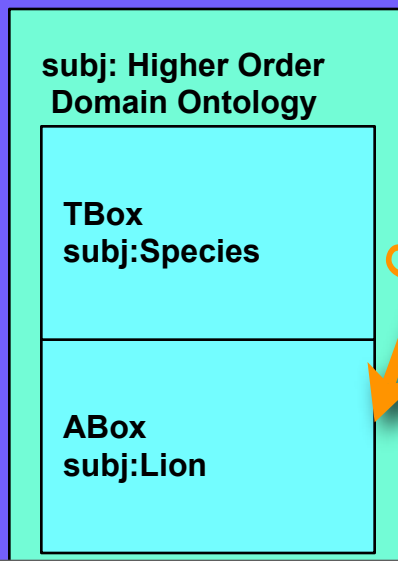 subj: Higher Order
Domain Ontology
TBox
subj:Species
ABox
subj:Lion